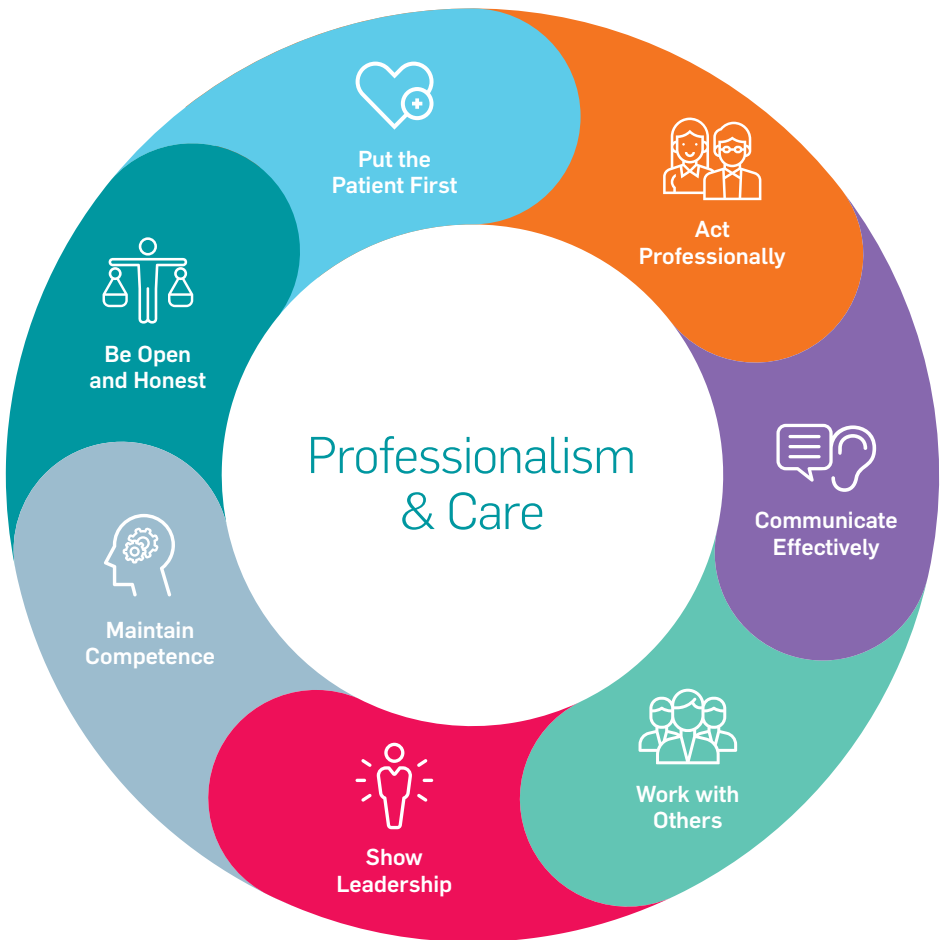 Put the
Patient First
Act
Professionally
Communicate
Effectively
Work with
Others
Show
Leadership
Maintain
Competence
Be Open
and Honest
Professionalism
& Care